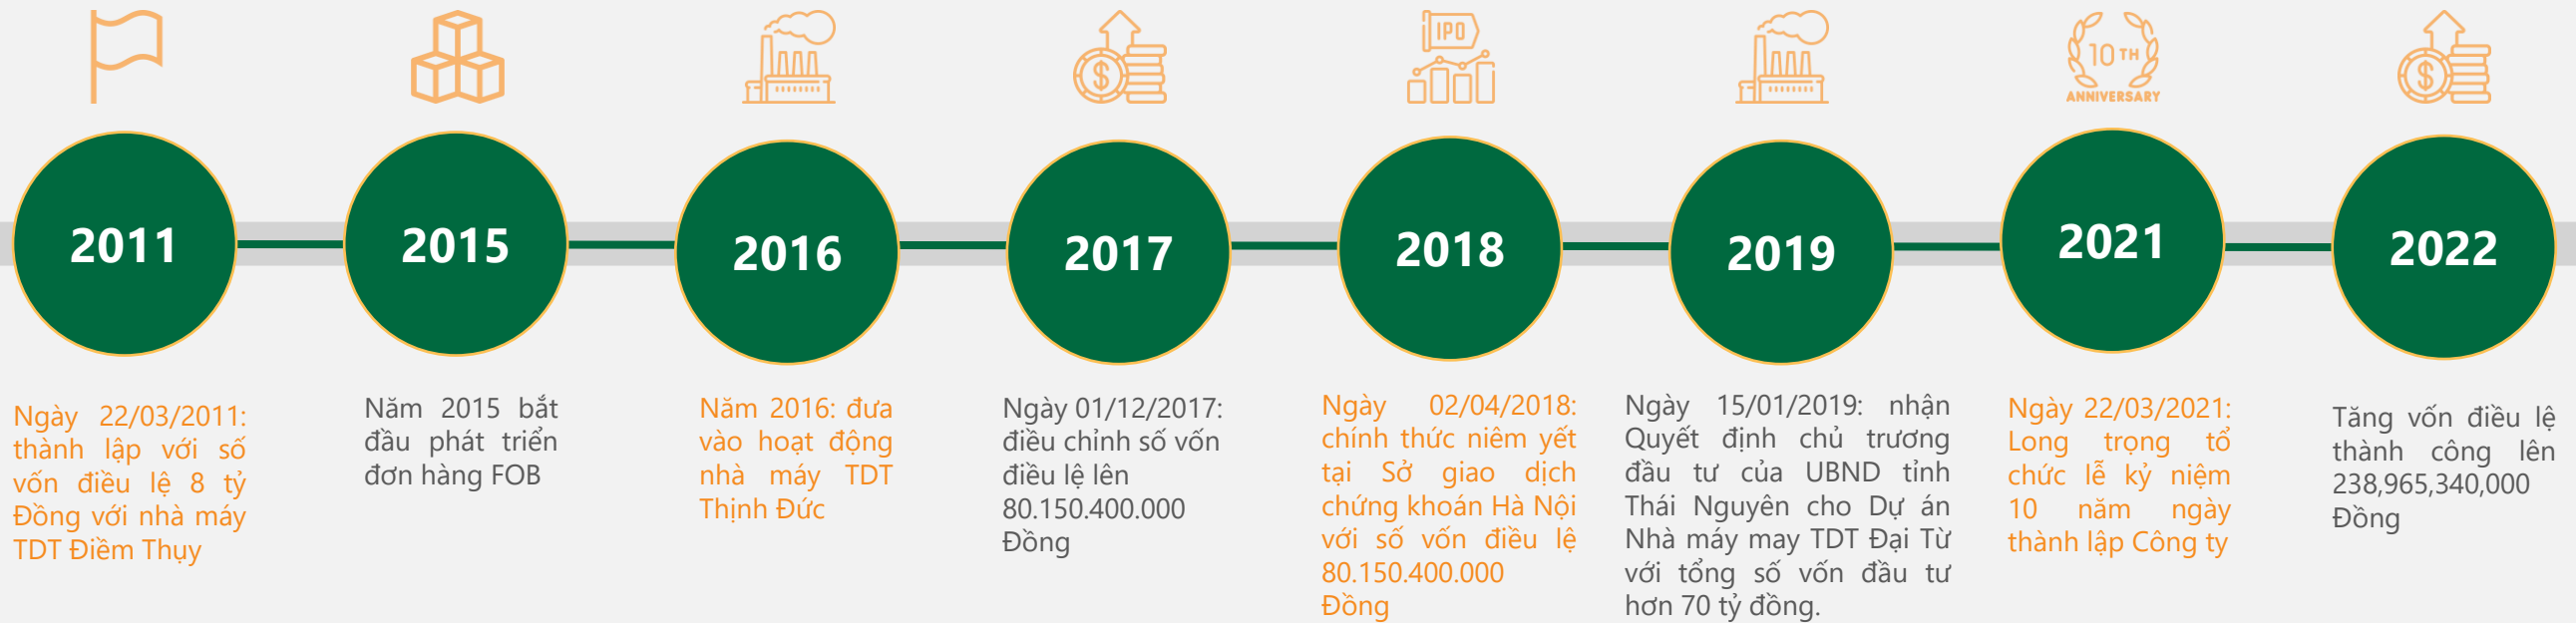 IPO
10 TH
ANNIVERSARY
2011
2015
2016
2017
2018
2019
2021
2022
Ngày 22/03/2011:
thành lập với số
vốn điều lệ 8 tỷ
Đồng với nhà máy
TDT Điềm Thụy
Năm 2015 bắt
đầu phát triển
đơn hàng FOB
Năm 2016: đưa
vào hoạt động
nhà máy TDT
Thịnh Đức
Ngày 01/12/2017:
điều chỉnh số vốn
điều lệ lên
80.150.400.000
Đồng
Ngày 02/04/2018:
chính thức niêm yết
tại Sở giao dịch
chứng khoán Hà Nội
với số vốn điều lệ
80.150.400.000
Đồng
Ngày 15/01/2019: nhận
Quyết định chủ trương
đầu tư của UBND tỉnh
Thái Nguyên cho Dự án
Nhà máy may TDT Đại Từ
với tổng số vốn đầu tư
hơn 70 tỷ đồng.
Ngày 22/03/2021:
Long trọng tổ
chức lễ kỷ niệm
10 năm ngày
thành lập Công ty
Tăng vốn điều lệ
thành công lên
238,965,340,000
Đồng